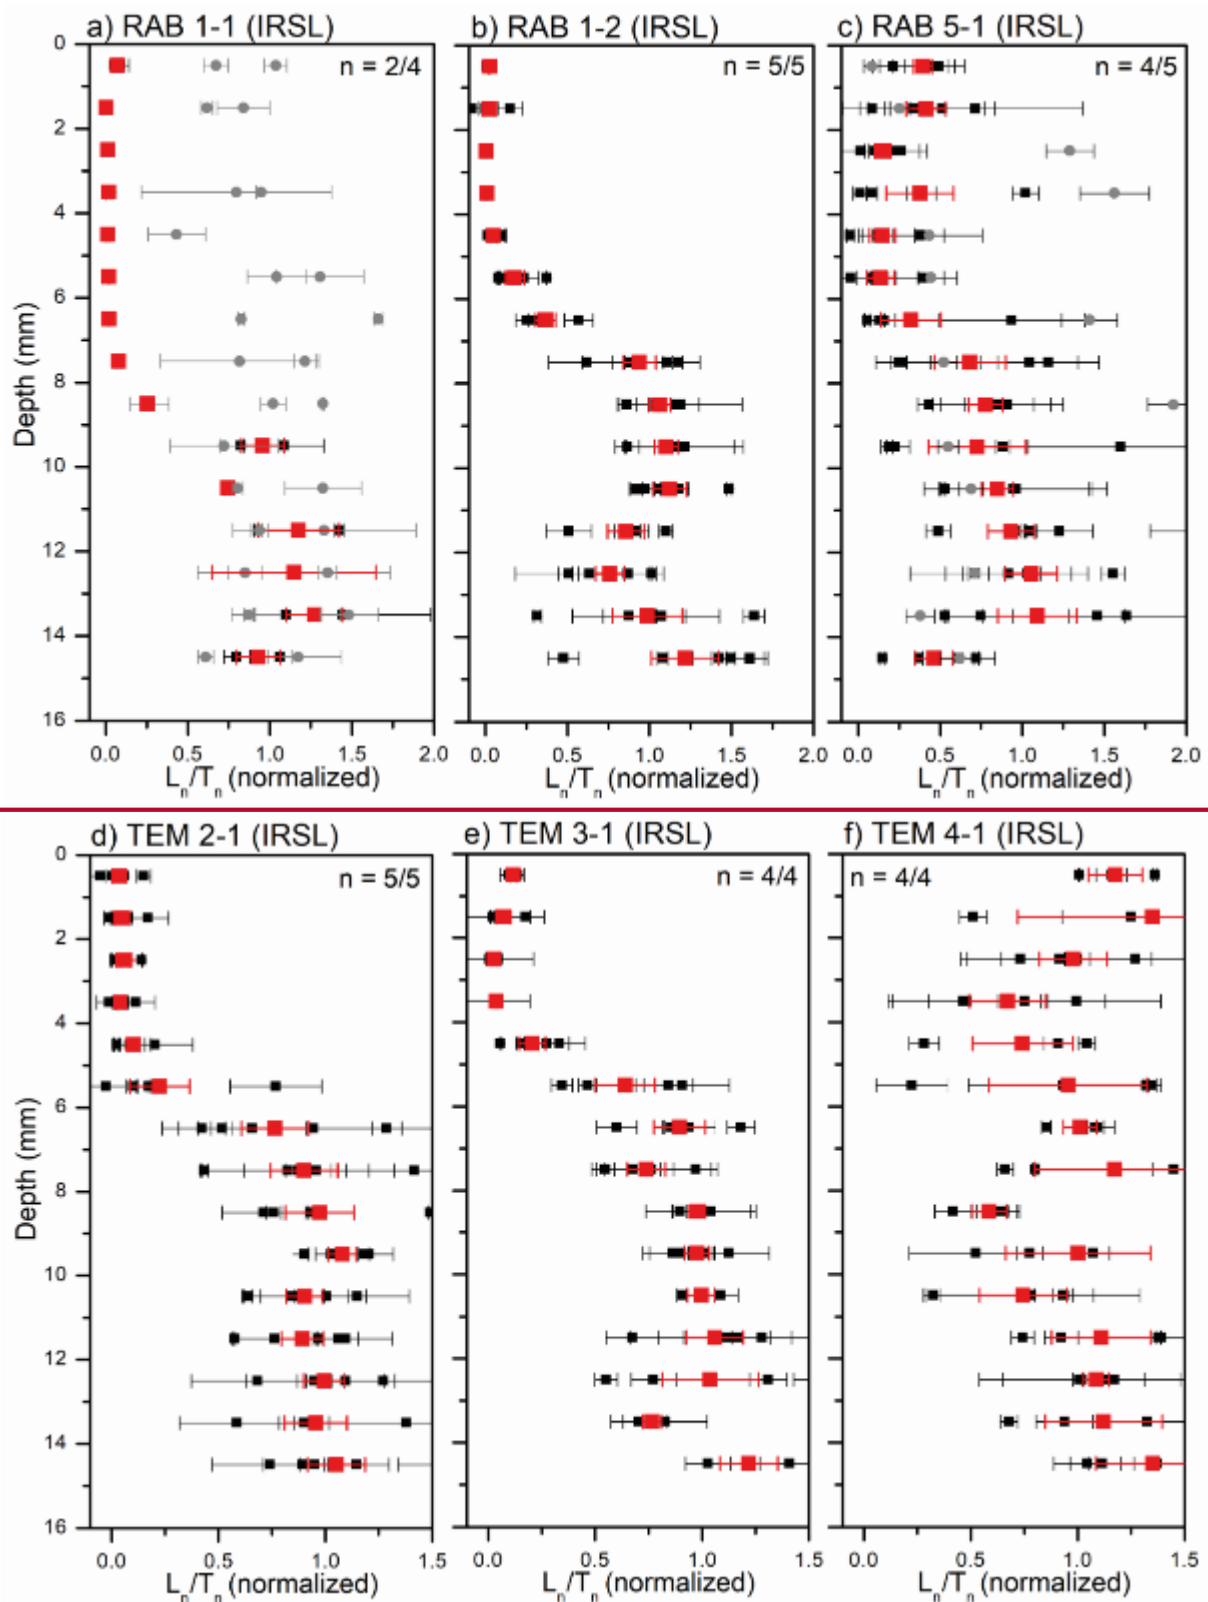 a) RAB 1-1 (IRSL)
b) RAB 1-2 (IRSL)
c) RAB 5-1 (IRSL)
n = 2/4
n = 5/5
n = 4/5
Depth (mm)
0
2
4
6
8
10
12
14
16
0.0 0.5 1.0 1.5 2.0
0.0 0.5 1.0 1.5
0.0 0.5 1.0 1.5 2.0
Ln/Tn (normalized)
Ln/Tn (normalized)
Ln/Tn (normalized)
d) TEM 2-1 (IRSL)
e) TEM 3-1 (IRSL)
f) TEM 4-1 (IRSL)
n = 5/5
n = 4/4
n = 4/4
Depth (mm)
0
2
4
6
8
10
12
14
16
0.0 0.5 1.0 1.5
0.0 0.5 1.0 1.5
0.0 0.5 1.0 1.5
Ln/Tn (normalized)
Ln/Tn (normalized)
Ln/Tn (normalized)